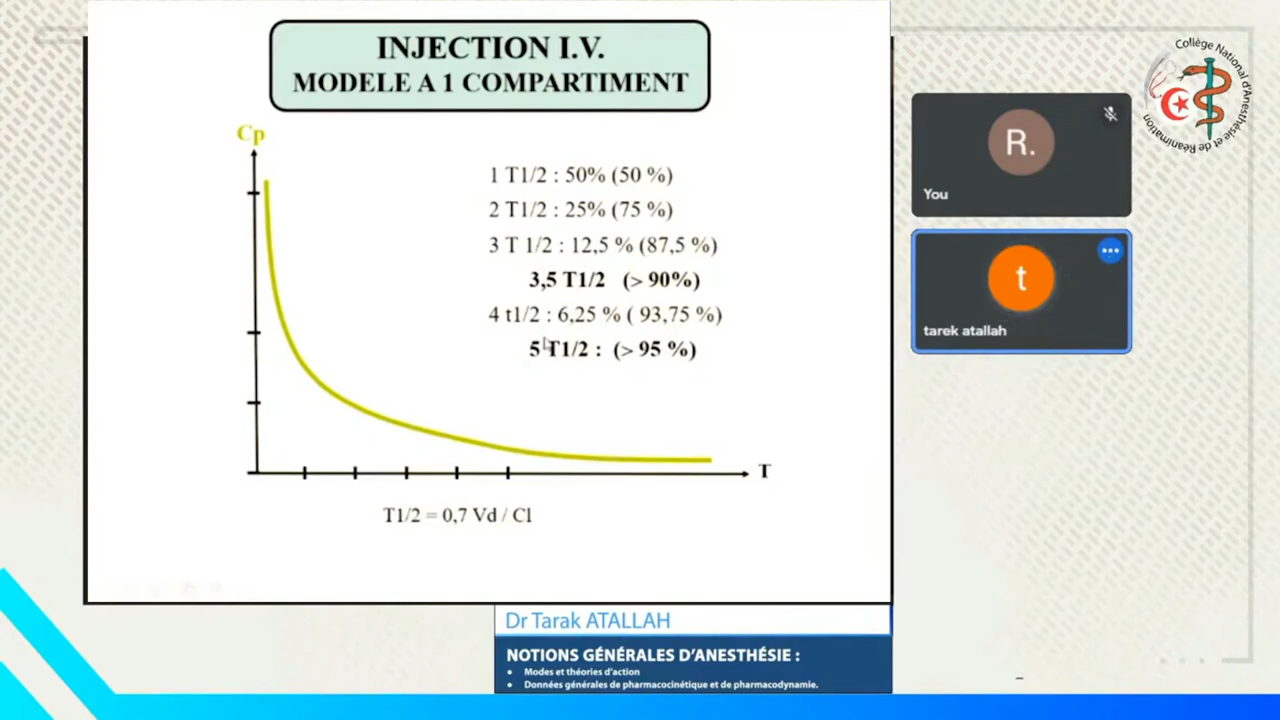 INJECTION I.V.
MODELE A 1 COMPARTIMENT
Cp
1 T1/2 : 50% (50 %)
2 T1/2 : 25% (75 %)
3 T 1/2 : 12,5 % (87,5 %)
3,5 T1/2 (> 90%)
4 t1/2 : 6,25 % ( 93,75 %)
5 T1/2 : (> 95 %)
T
T1/2 = 0,7 Vd / Cl
Collège National d'Anesthésie et de Réanimation
R.
You
t
tarek atallah
Dr Tarak ATALLAH
NOTIONS GÉNÉRALES D'ANESTHÉSIE :
• Modes et théories d'action
• Données générales de pharmacocinétique et de pharmacodynamie.